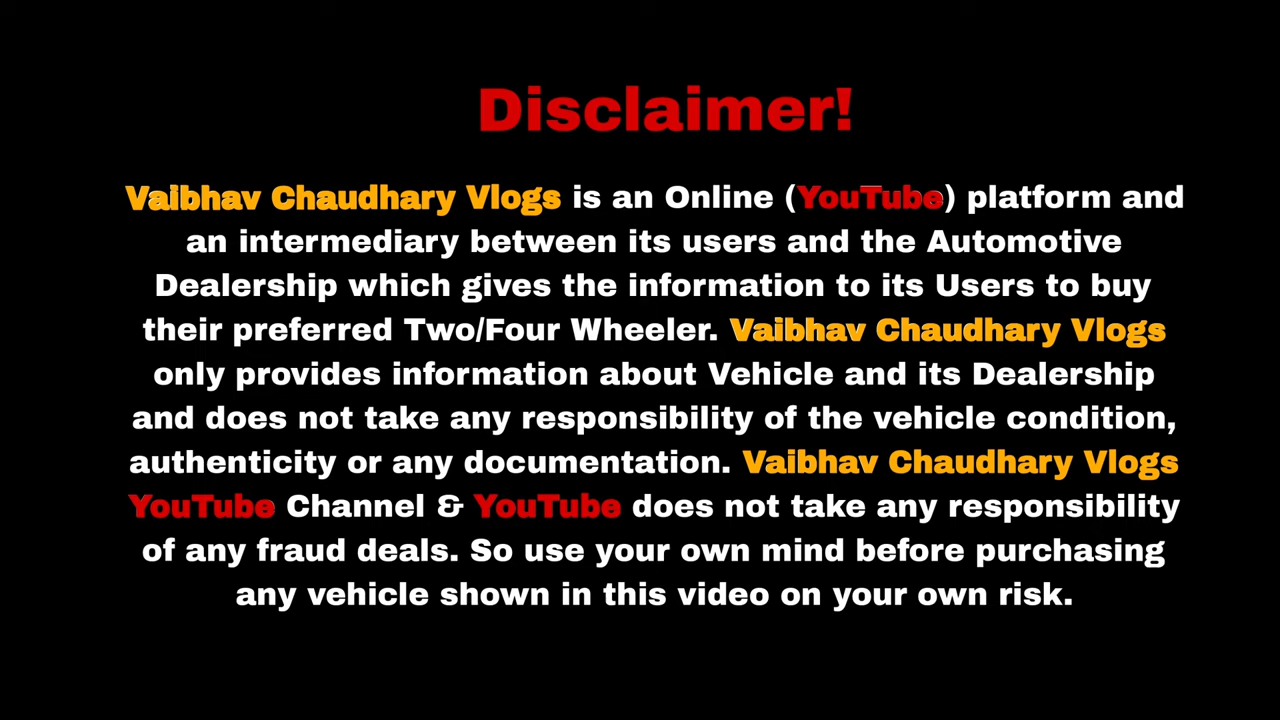 Disclaimer!
Vaibhav Chaudhary Vlogs is an Online (YouTube) platform and
an intermediary between its users and the Automotive
Dealership which gives the information to its Users to buy
their preferred Two/Four Wheeler. Vaibhav Chaudhary Vlogs
only provides information about Vehicle and its Dealership
and does not take any responsibility of the vehicle condition,
authenticity or any documentation. Vaibhav Chaudhary Vlogs
YouTube Channel & YouTube does not take any responsibility
of any fraud deals. So use your own mind before purchasing
any vehicle shown in this video on your own risk.